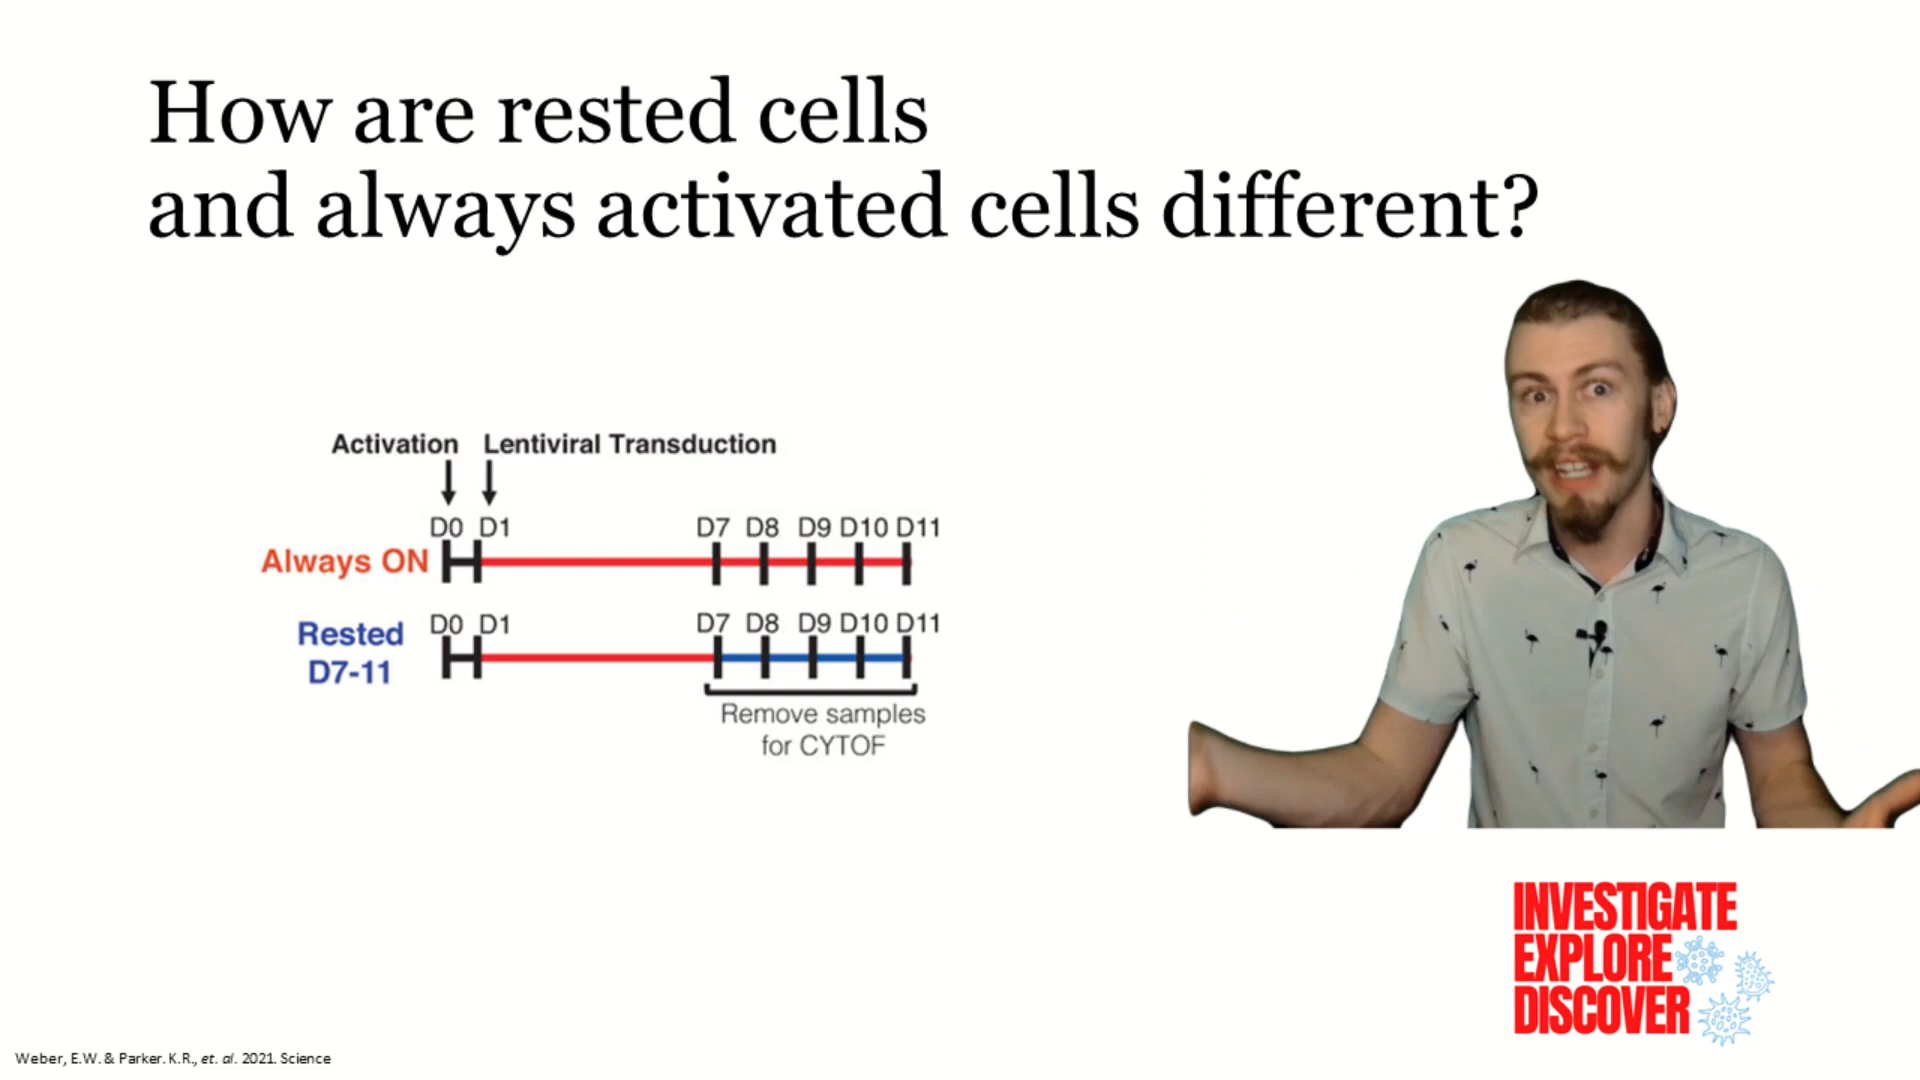 How are rested cells
and always activated cells different?
Activation Lentiviral Transduction
D0 D1 D7 D8 D9 D10 D11
Always ON
D0 D1 D7 D8 D9 D10 D11
Rested
D7-11
Remove samples
for CYTOF
INVESTIGATE
EXPLORE
DISCOVER
Weber, E.W. & Parker. K.R., et. al. 2021. Science